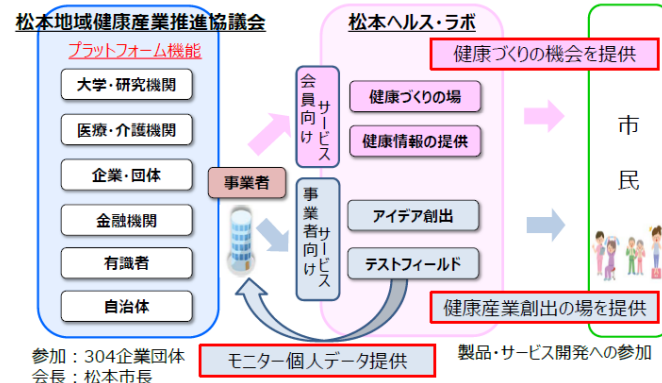 松本地域健康産業推進協議会
プラットフォーム機能
大学・研究機関
医療・介護機関
企業・団体
金融機関
有識者
自治体
参加：304企業団体
会長：松本市長
事業者
松本ヘルス・ラボ
会員向け
サービス
健康づくりの場
健康情報の提供
事業者向け
サービス
アイデア創出
テストフィールド
モニター個人データ提供
健康づくりの機会を提供
市民
健康産業創出の場を提供
製品・サービス開発への参加